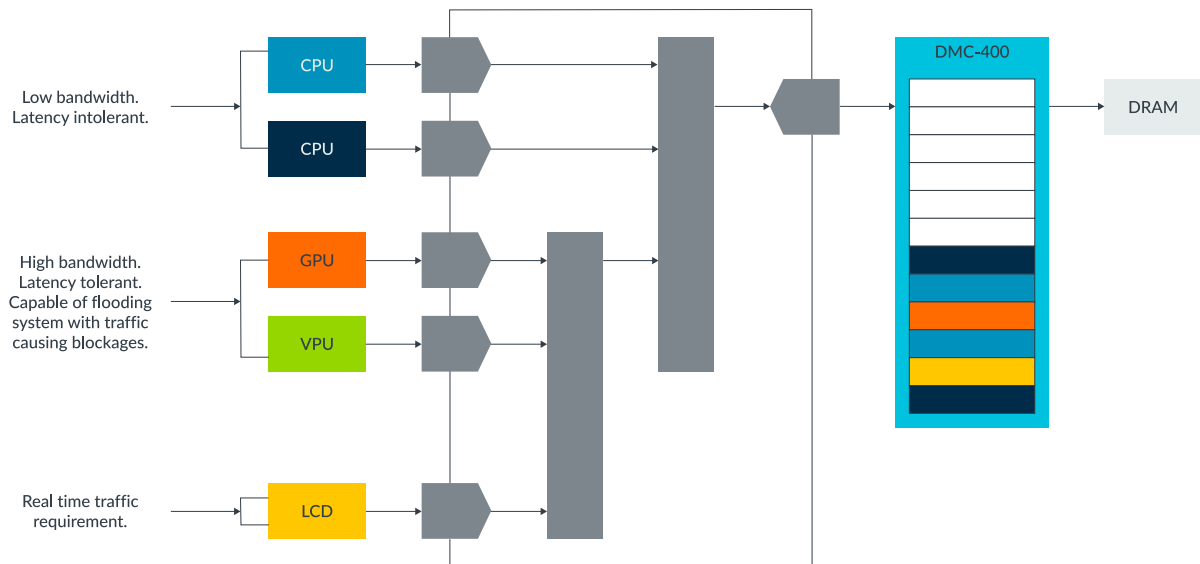 Low bandwidth.
Latency intolerant.
CPU
CPU
High bandwidth.
Latency tolerant.
Capable of flooding
system with traffic
causing blockages.
GPU
VPU
Real time traffic
requirement.
LCD
DMC-400
DRAM